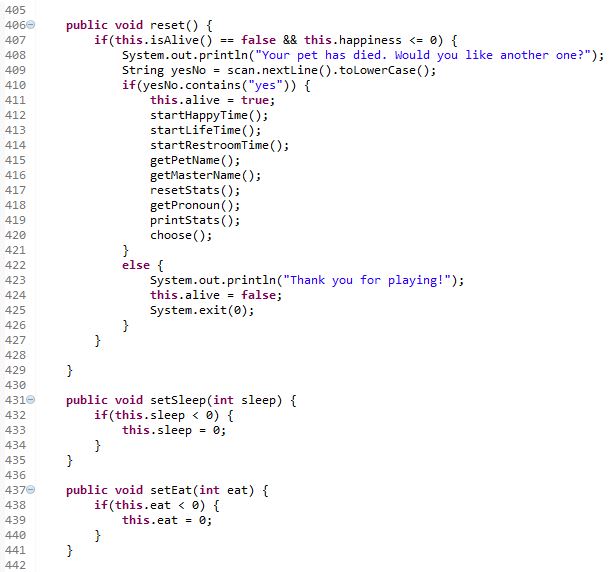 405
406 public void reset() {
407 if(this.isAlive() == false && this.happiness <= 0) {
408 System.out.println("Your pet has died. Would you like another one?");
409 String yesNo = scan.nextLine().toLowerCase();
410 if(yesNo.contains("yes")) {
411 this.alive = true;
412 startHappyTime();
413 startLifeTime();
414 startRestroomTime();
415 getPetName();
416 getMasterName();
417 resetStats();
418 getPronoun();
419 printStats();
420 choose();
421 }
422 else {
423 System.out.println("Thank you for playing!");
424 this.alive = false;
425 System.exit(0);
426 }
427 }
428
429 }
430
431 public void setSleep(int sleep) {
432 if(this.sleep < 0) {
433 this.sleep = 0;
434 }
435 }
436
437 public void setEat(int eat) {
438 if(this.eat < 0) {
439 this.eat = 0;
440 }
441 }
442